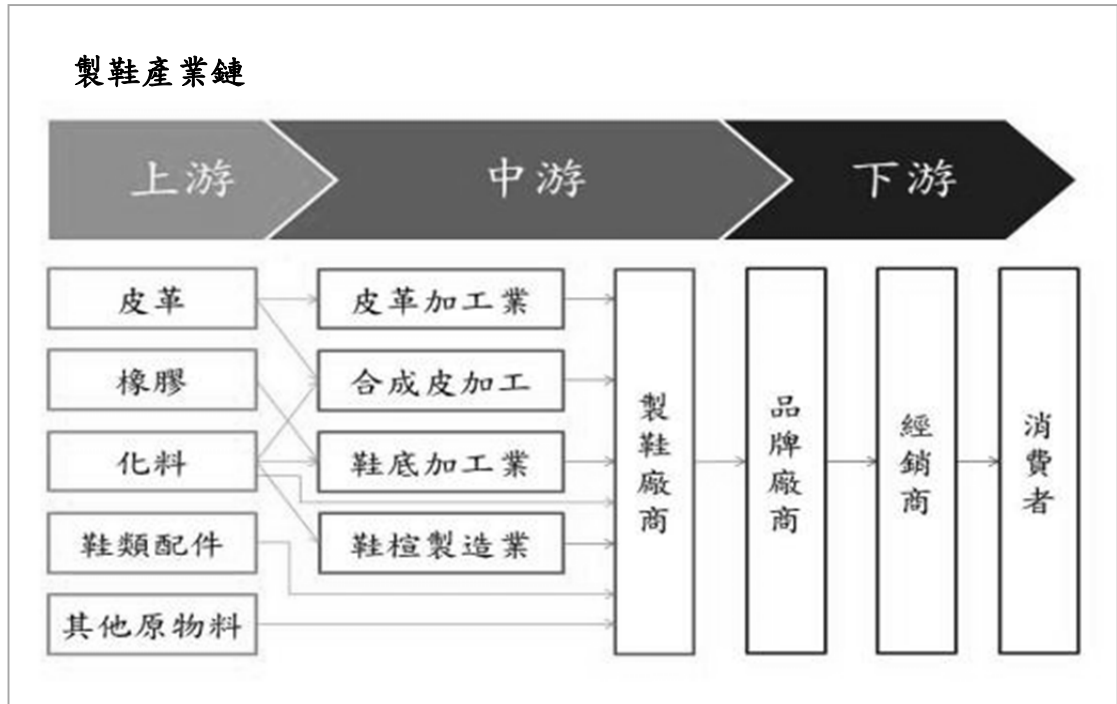 製鞋產業鏈
上游
中游
下游
皮革
橡膠
化料
鞋類配件
其他原物料
皮革加工業
合成皮加工
鞋底加工業
鞋楦製造業
製鞋廠商
品牌廠商
經銷商
消費者